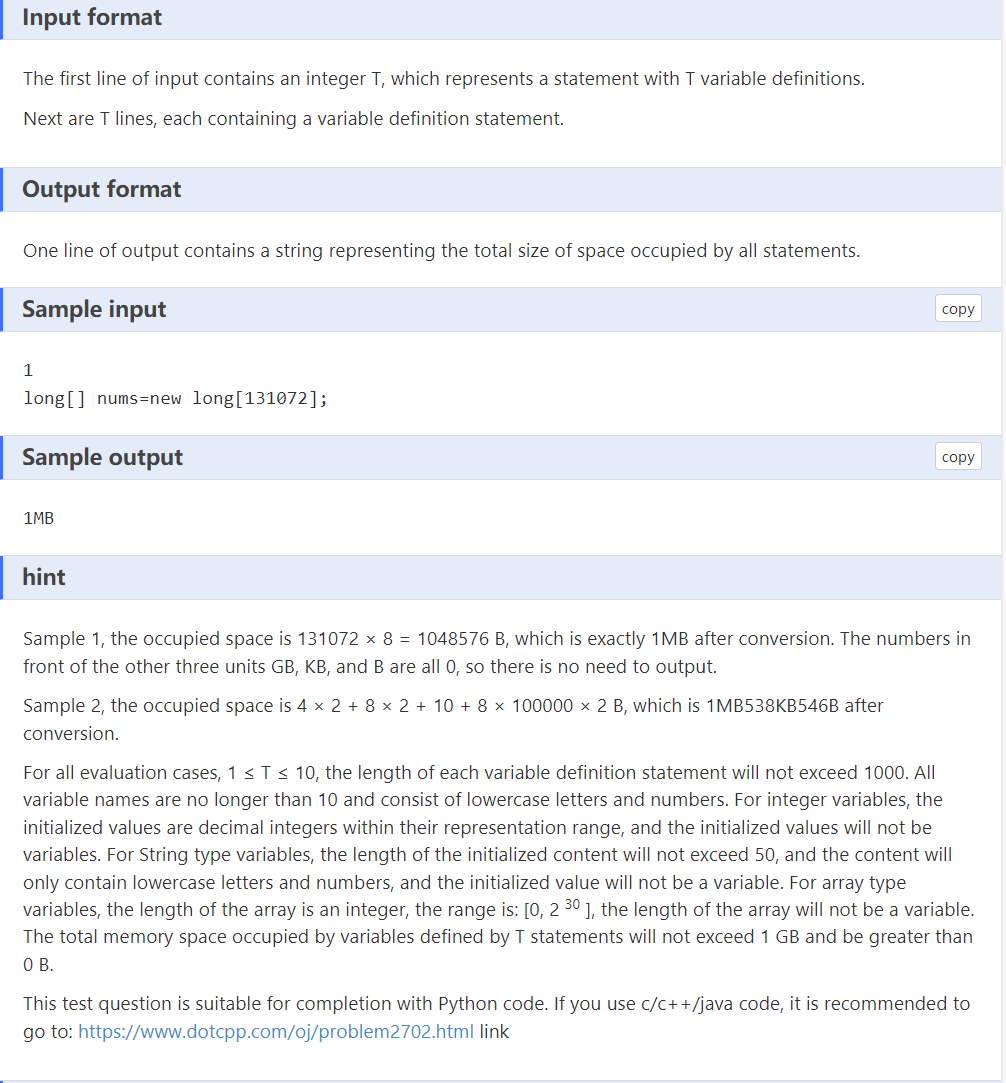 Input format
The first line of input contains an integer T, which represents a statement with T variable definitions.
Next are T lines, each containing a variable definition statement.
Output format
One line of output contains a string representing the total size of space occupied by all statements.
Sample input
copy
1
long[] nums=new long[131072];
Sample output
copy
1MB
hint
Sample 1, the occupied space is 131072 × 8 = 1048576 B, which is exactly 1MB after conversion. The numbers in
front of the other three units GB, KB, and B are all 0, so there is no need to output.
Sample 2, the occupied space is 4 × 2 + 8 × 2 + 10 + 8 × 100000 × 2 B, which is 1MB538KB546B after
conversion.
For all evaluation cases, 1 ≤ T ≤ 10, the length of each variable definition statement will not exceed 1000. All
variable names are no longer than 10 and consist of lowercase letters and numbers. For integer variables, the
initialized values are decimal integers within their representation range, and the initialized values will not be
variables. For String type variables, the length of the initialized content will not exceed 50, and the content will
only contain lowercase letters and numbers, and the initialized value will not be a variable. For array type
variables, the length of the array is an integer, the range is: [0, 2 30 ], the length of the array will not be a variable.
The total memory space occupied by variables defined by T statements will not exceed 1 GB and be greater than
0 B.
This test question is suitable for completion with Python code. If you use c/c++/java code, it is recommended to
go to: https://www.dotcpp.com/oj/problem2702.html link